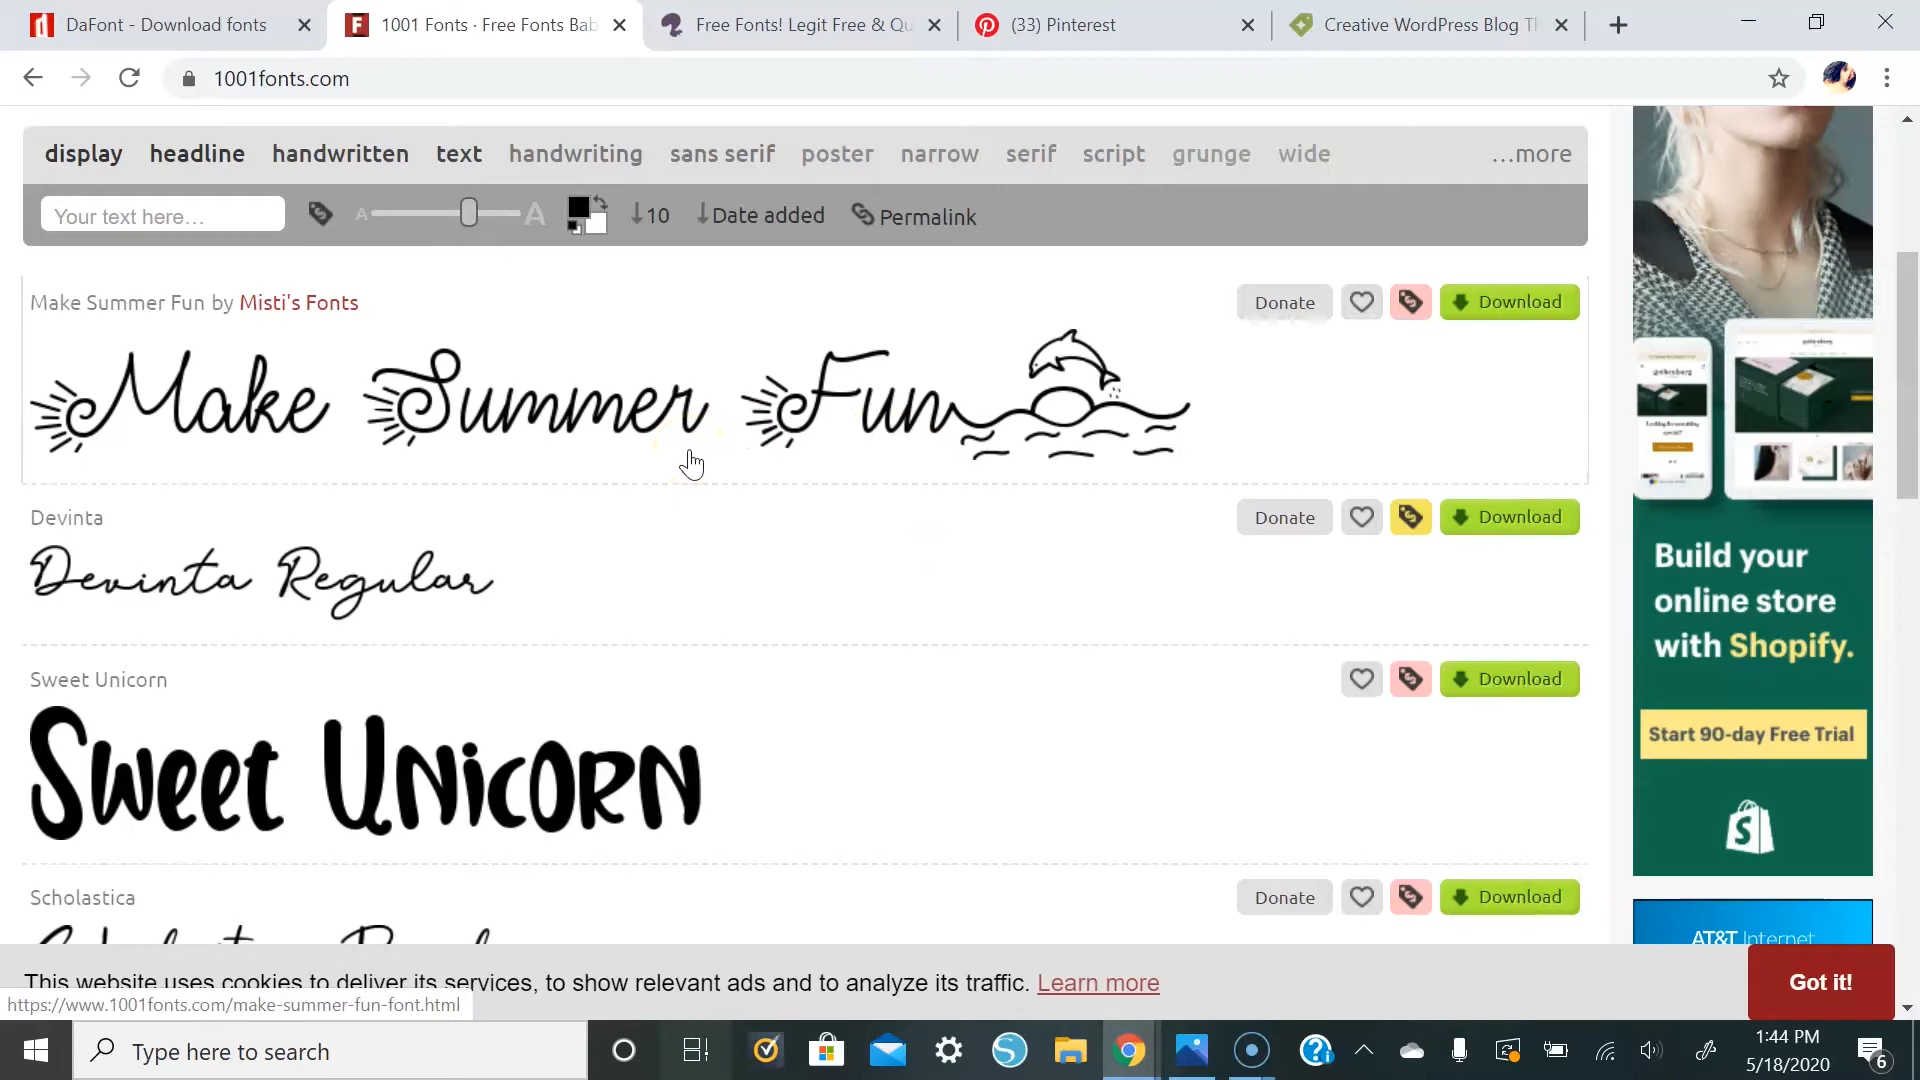 DaFont - Download fonts
1001 Fonts · Free Fonts Bab
Free Fonts! Legit Free & Qu
(33) Pinterest
Creative WordPress Blog Th
1001fonts.com
display headline handwritten text handwriting sans serif poster narrow serif script grunge wide ...more
Your text here... A A ↓10 ↓Date added Permalink
Make Summer Fun by Misti's Fonts
Donate Download
Make Summer Fun
Devinta
Donate Download
Devinta Regular
Sweet Unicorn
Download
Sweet Unicorn
Scholastica
Donate Download
Build your
online store
with Shopify.
Start 90-day Free Trial
AT&T Internet
This website uses cookies to deliver its services, to show relevant ads and to analyze its traffic. Learn more
Got it!
https://www.1001fonts.com/make-summer-fun-font.html
Type here to search
1:44 PM
5/18/2020
6